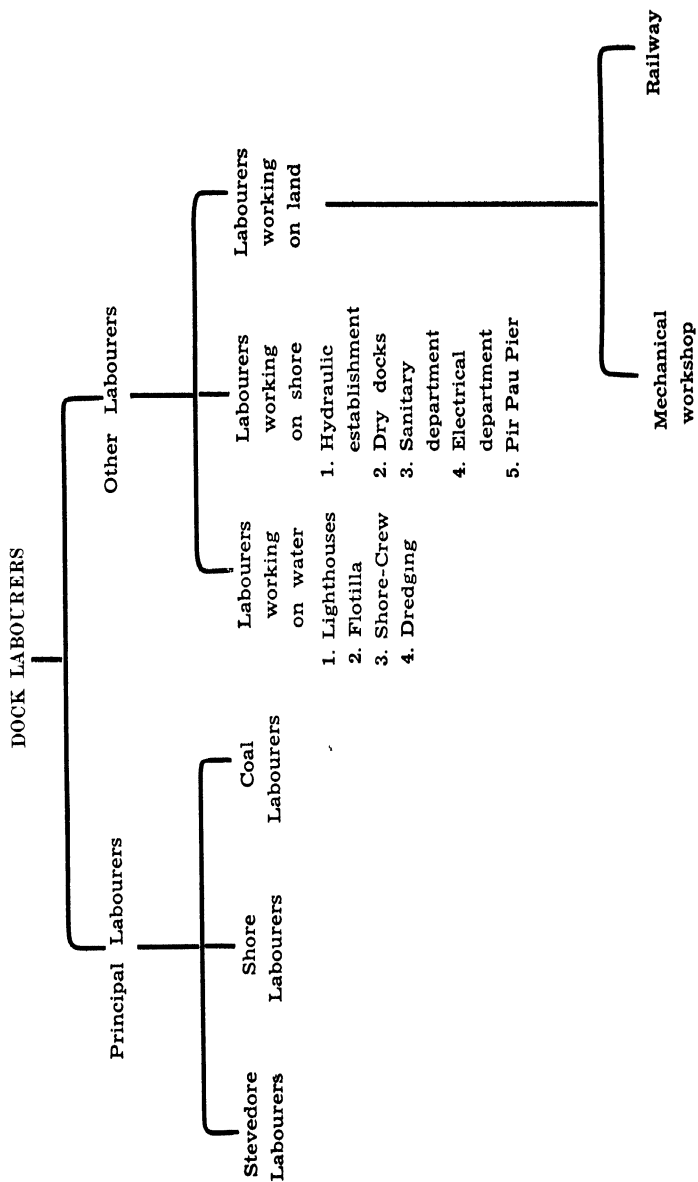 DOCK LABOURERS
Principal Labourers
Other Labourers
Stevedore
Labourers
Shore
Labourers
Coal
Labourers
Labourers
working
on water
1. Lighthouses
2. Flotilla
3. Shore-Crew
4. Dredging
Labourers
working
on shore
1. Hydraulic
establishment
2. Dry docks
3. Sanitary
department
4. Electrical
department
5. Pir Pau Pier
Labourers
working
on land
Mechanical
workshop
Railway